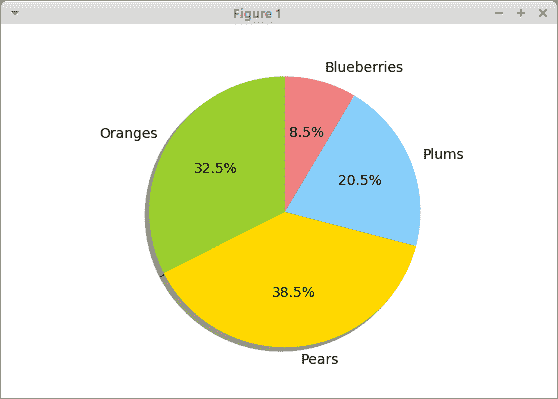 Figure 1
Blueberries
Oranges
8.5%
Plums
32.5%
20.5%
38.5%
Pears